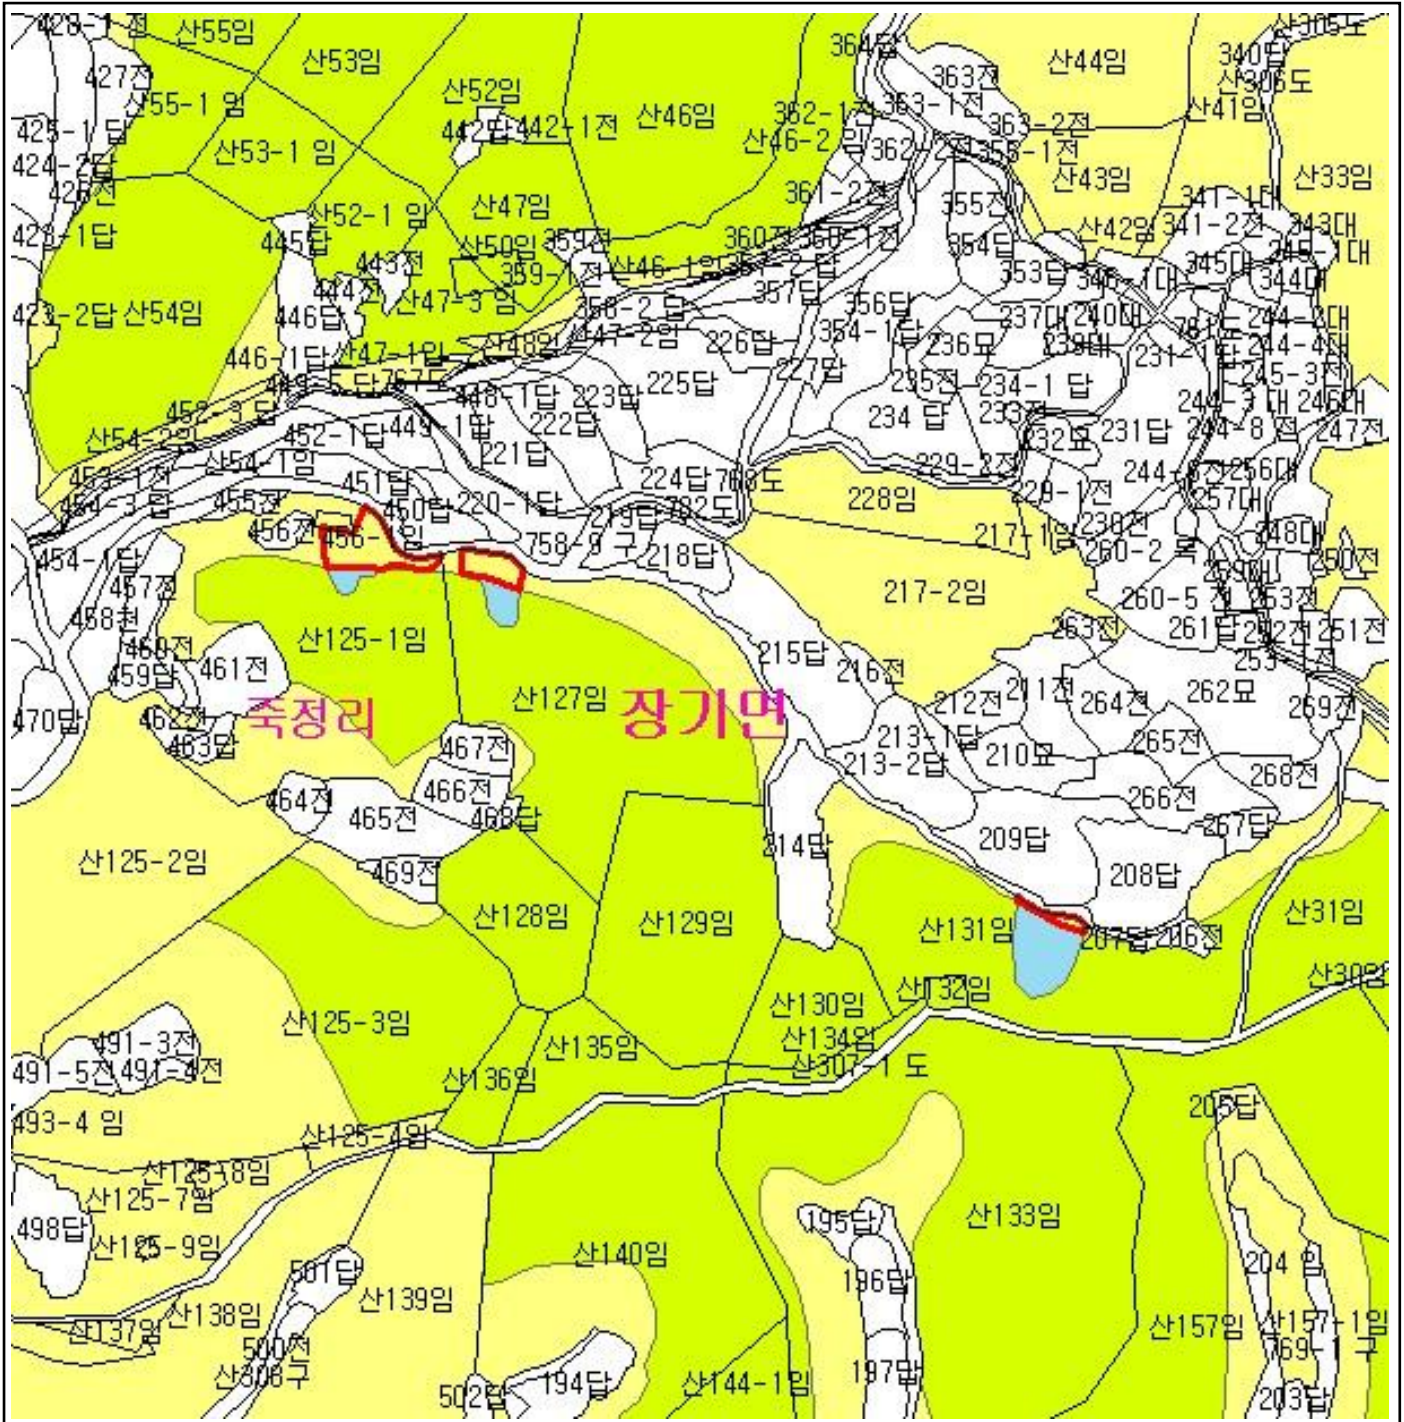 산55임
산53임
364답
산44임
340답
산305도
427전
산52임
363전
산306도
산55-1 임
442답
442-1전
산46임
362-1전
363-1전
산41임
425-1 답
363-2전
424-2답
산53-1 임
산46-2 임
355-1전
426전
산43임
산33임
361-2전
341-1대
산52-1 임
산47임
355전
423-1답
445답
산50임
359전
360전
360-1전
354답
산42임
341-2전
343대
443전
359-1전
산46-1임
353답
345대
344대
444전
산47-3 임
357답
356답
423-2답
산54임
446답
358-2 답
354-1답
237대
240대
781도
산48임
산47-2임
226답
236묘
239대
231-1 답
244-4대
446-1답
산47-1임
767도
225답
227답
235전
234-1 답
245-3전
452-3 답
448-1답
223답
244-3 대
246대
산54-2임
452-1답
222답
234 답
233전
232묘
231답
244-8 전
247전
453-1전
산54-1임
221답
224답
768도
229-2전
256대
454-3 답
455전
451답
450답
220-1답
782도
228임
229-1전
257대
456전
219답
217-1임
230전
248대
454-1답
758-9 구
218답
260-2 목
250전
457전
217-2임
260-5 전
253전
458전
산125-1임
263전
261답
252전
251전
460전
461전
215답
216전
459답
산127임
212전
211전
264전
262묘
269전
470답
462전
죽정리
장기면
463답
467전
213-1답
210묘
265전
213-2답
268전
464전
466전
266전
465전
468답
267답
산125-2임
469전
214답
209답
208답
산128임
산129임
산131임
207답
206전
산31임
산30임
산130임
산132임
산125-3임
491-3전
산135임
산134임
491-5전
491-4전
산136임
산307-1 도
493-4 임
산125-4임
205답
산125-8임
산125-7임
498답
195답
산133임
산125-9임
산140임
501답
196답
204 임
산138임
산139임
산137임
산157임
산157-1임
500전
769-1 구
산308구
194답
산144-1임
197답
502답
203답